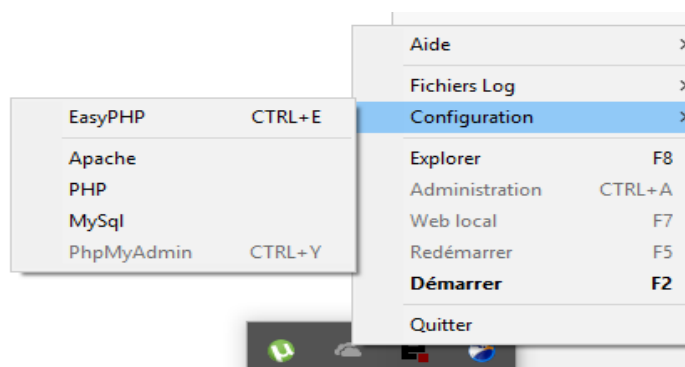 Aide
Fichiers Log
Configuration
EasyPHP CTRL+E
Apache
PHP
MySql
PhpMyAdmin CTRL+Y
Explorer F8
Administration CTRL+A
Web local F7
Redémarrer F5
Démarrer F2
Quitter